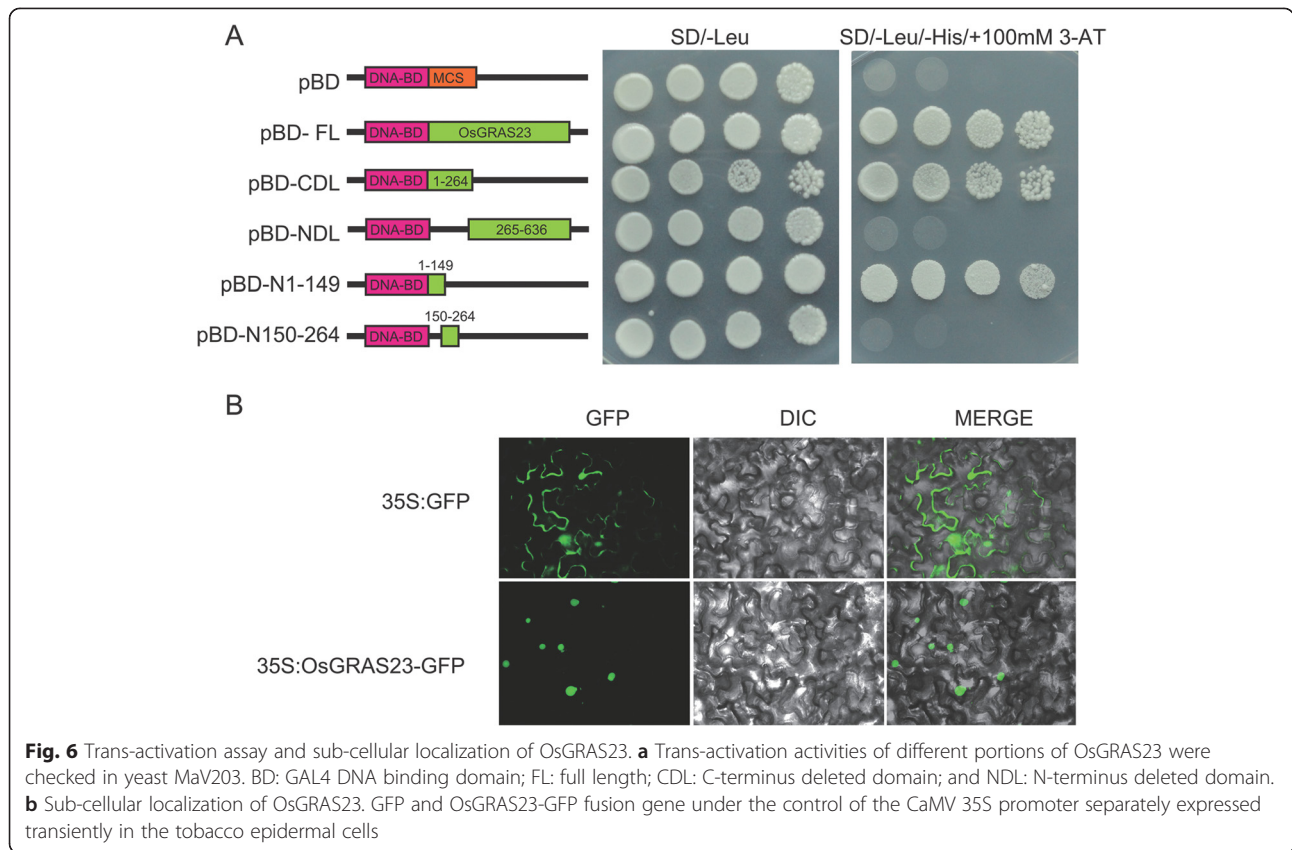 A
SD/-Leu
SD/-Leu/-His/+100mM 3-AT
pBD
DNA-BD MCS
pBD- FL
DNA-BD OsGRAS23
pBD-CDL
DNA-BD 1-264
pBD-NDL
DNA-BD 265-636
1-149
pBD-N1-149
DNA-BD
150-264
pBD-N150-264
DNA-BD
B
GFP DIC MERGE
35S:GFP
35S:OsGRAS23-GFP
Fig. 6 Trans-activation assay and sub-cellular localization of OsGRAS23. a Trans-activation activities of different portions of OsGRAS23 were
checked in yeast MaV203. BD: GAL4 DNA binding domain; FL: full length; CDL: C-terminus deleted domain; and NDL: N-terminus deleted domain.
b Sub-cellular localization of OsGRAS23. GFP and OsGRAS23-GFP fusion gene under the control of the CaMV 35S promoter separately expressed
transiently in the tobacco epidermal cells